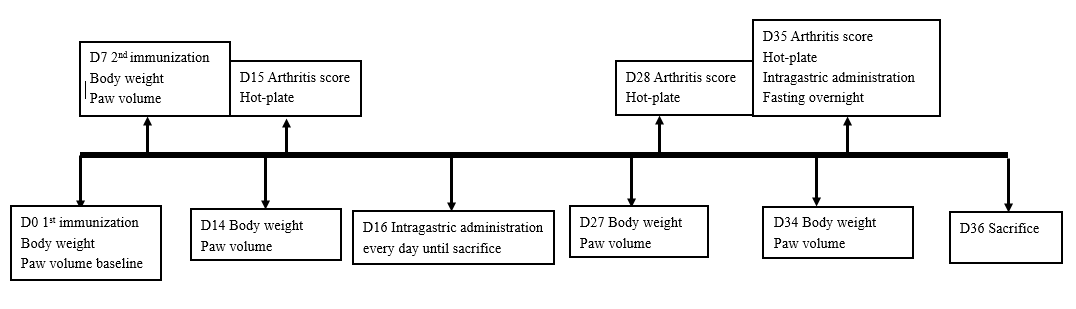 D7 2nd immunization
Body weight
Paw volume
D15 Arthritis score
Hot-plate
D28 Arthritis score
Hot-plate
D35 Arthritis score
Hot-plate
Intragastric administration
Fasting overnight
D0 1st immunization
Body weight
Paw volume baseline
D14 Body weight
Paw volume
D16 Intragastric administration
every day until sacrifice
D27 Body weight
Paw volume
D34 Body weight
Paw volume
D36 Sacrifice